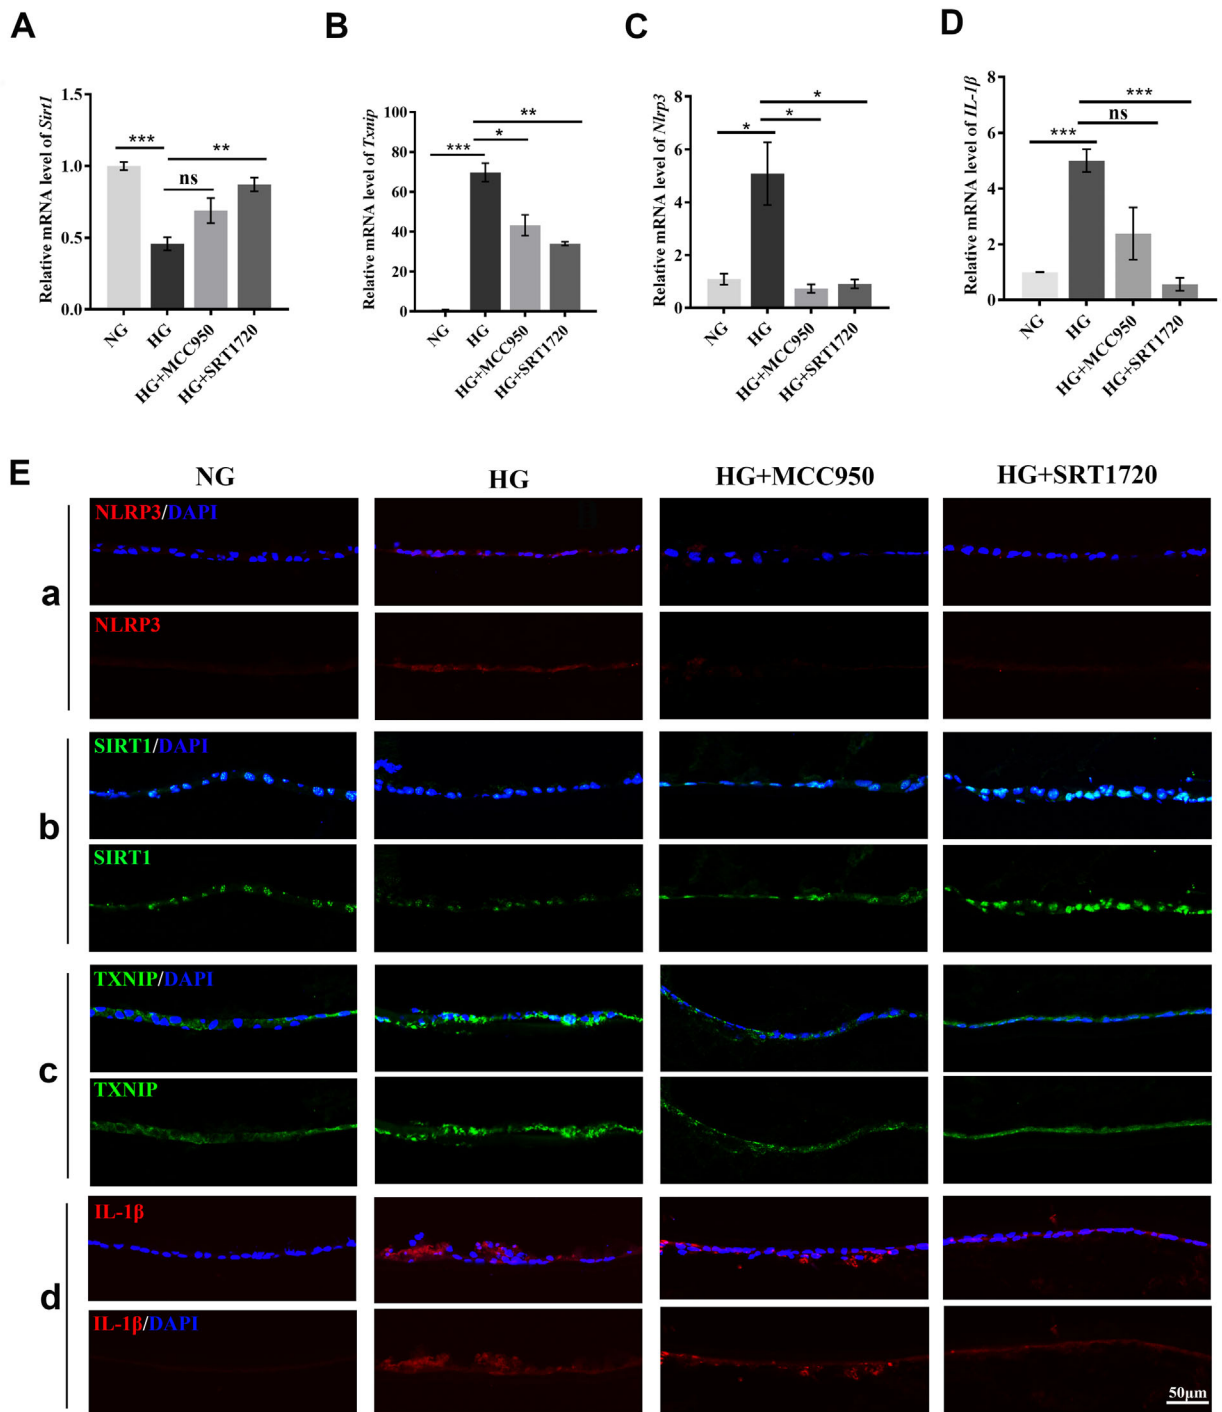 A
B
C
D
Relative mRNA level of Sirt1
1.5
1.0
0.5
0.0
***
**
ns
NG
HG
HG+MCC950
HG+SRT1720
Relative mRNA level of Txnip
100
80
60
40
20
0
**
*
***
NG
HG
HG+MCC950
HG+SRT1720
Relative mRNA level of Nlrp3
8
6
4
2
0
*
*
*
NG
HG
HG+MCC950
HG+SRT1720
Relative mRNA level of IL-1β
8
6
4
2
0
***
ns
***
NG
HG
HG+MCC950
HG+SRT1720
E
NG
HG
HG+MCC950
HG+SRT1720
a
NLRP3/DAPI
NLRP3
b
SIRT1/DAPI
SIRT1
c
TXNIP/DAPI
TXNIP
d
IL-1β
IL-1β/DAPI
50μm